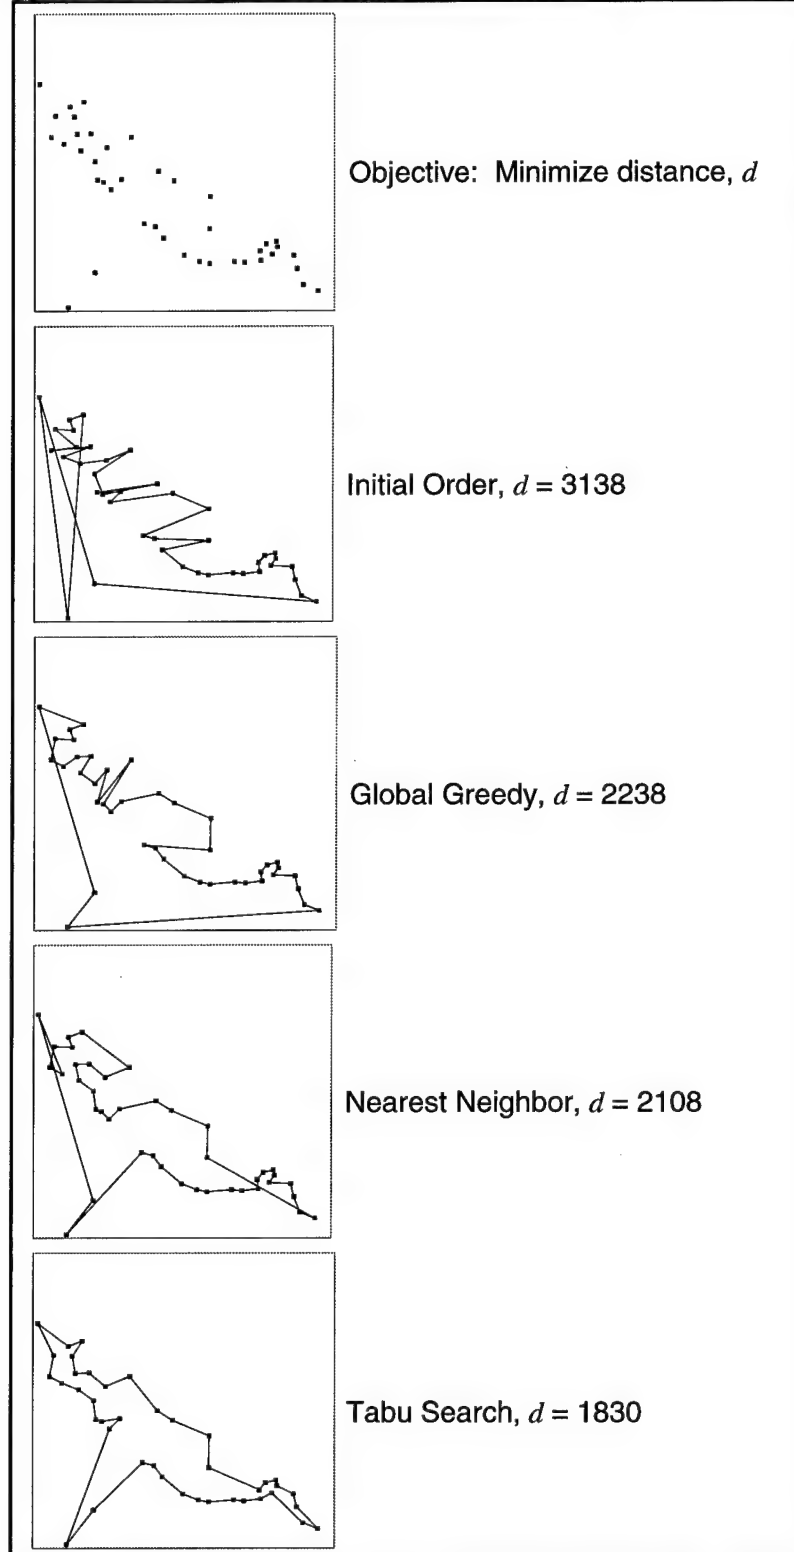 Objective: Minimize distance, d
Initial Order, d = 3138
Global Greedy, d = 2238
Nearest Neighbor, d = 2108
Tabu Search, d = 1830